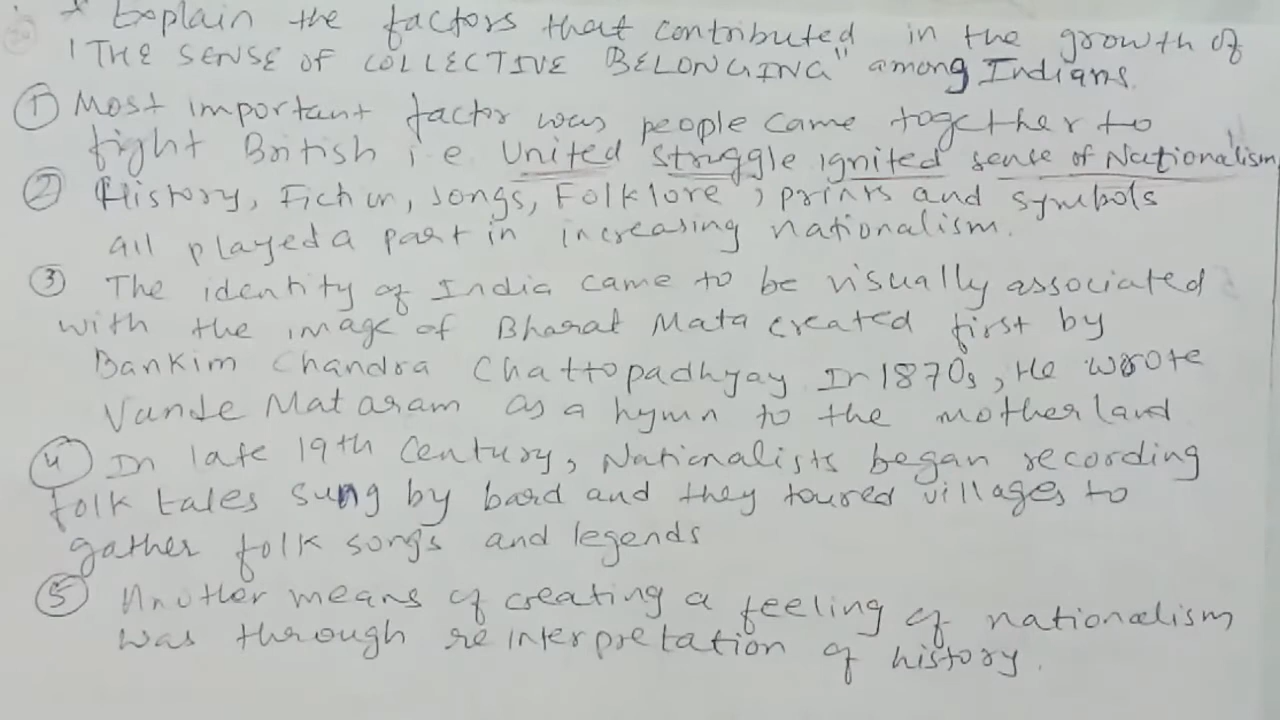 * Explain the factors that contributed in the growth of
"THE SENSE OF COLLECTIVE BELONGING" among Indians.
① Most important factor was people came together to
fight British i.e United struggle ignited sense of Nationalism
② History, Fiction, songs, Folklore, prints and symbols
all played a part in increasing nationalism.
③ The identity of India came to be visually associated
with the image of Bharat Mata created first by
Bankim Chandra Chattopadhyay. In 1870s, He wrote
Vande Mataram as a hymn to the motherland
④ In late 19th Century, Nationalists began recording
folk tales sung by bard and they toured villages to
gather folk songs and legends
⑤ Another means of creating a feeling of nationalism
was through reinterpretation of history.